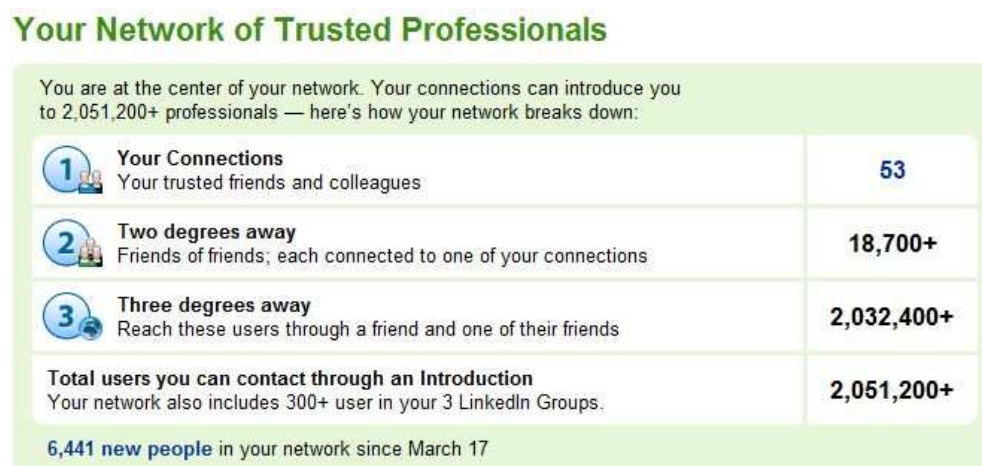 Your Network of Trusted Professionals
You are at the center of your network. Your connections can introduce you
to 2,051,200+ professionals — here's how your network breaks down:
1
Your Connections
Your trusted friends and colleagues
53
2
Two degrees away
Friends of friends; each connected to one of your connections
18,700+
3
Three degrees away
Reach these users through a friend and one of their friends
2,032,400+
Total users you can contact through an Introduction
Your network also includes 300+ user in your 3 LinkedIn Groups.
2,051,200+
6,441 new people in your network since March 17